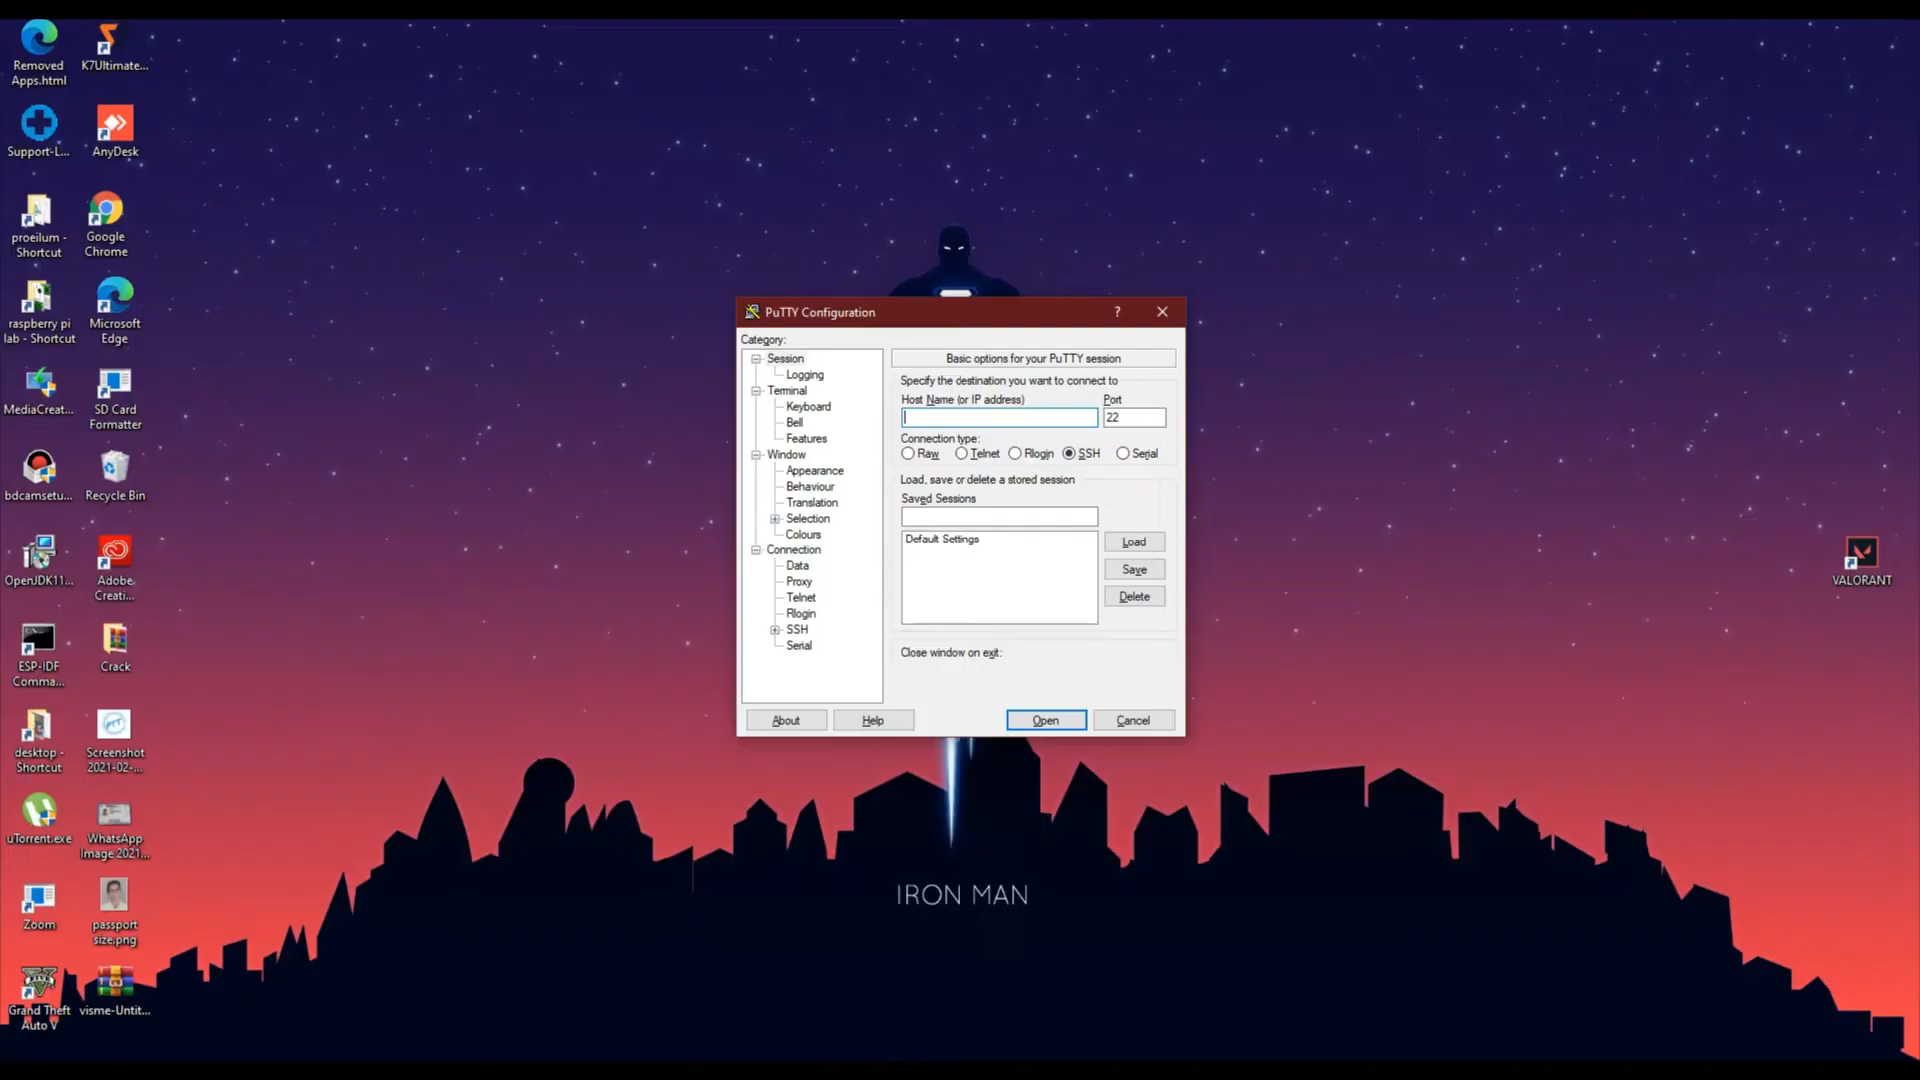 Removed
Apps.html
K7Ultimate...
Support-L...
AnyDesk
proeilum -
Shortcut
Google
Chrome
raspberry pi
lab - Shortcut
Microsoft
Edge
MediaCreat...
SD Card
Formatter
bdcamsetu...
Recycle Bin
OpenJDK11...
Adobe
Creati...
ESP-IDF
Comma...
Crack
desktop -
Shortcut
Screenshot
2021-02-...
uTorrent.exe
WhatsApp
Image 2021...
Zoom
passport
size.png
Grand Theft
Auto V
visme-Untit...
PuTTY Configuration
?
Category:
Session
Logging
Terminal
Keyboard
Bell
Features
Window
Appearance
Behaviour
Translation
Selection
Colours
Connection
Data
Proxy
Telnet
Rlogin
SSH
Serial
Basic options for your PuTTY session
Specify the destination you want to connect to
Host Name (or IP address)
Port
22
Connection type:
Raw Telnet Rlogin SSH Serial
Load, save or delete a stored session
Saved Sessions
Default Settings
Load
Save
Delete
Close window on exit:
About
Help
Open
Cancel
VALORANT
IRON MAN